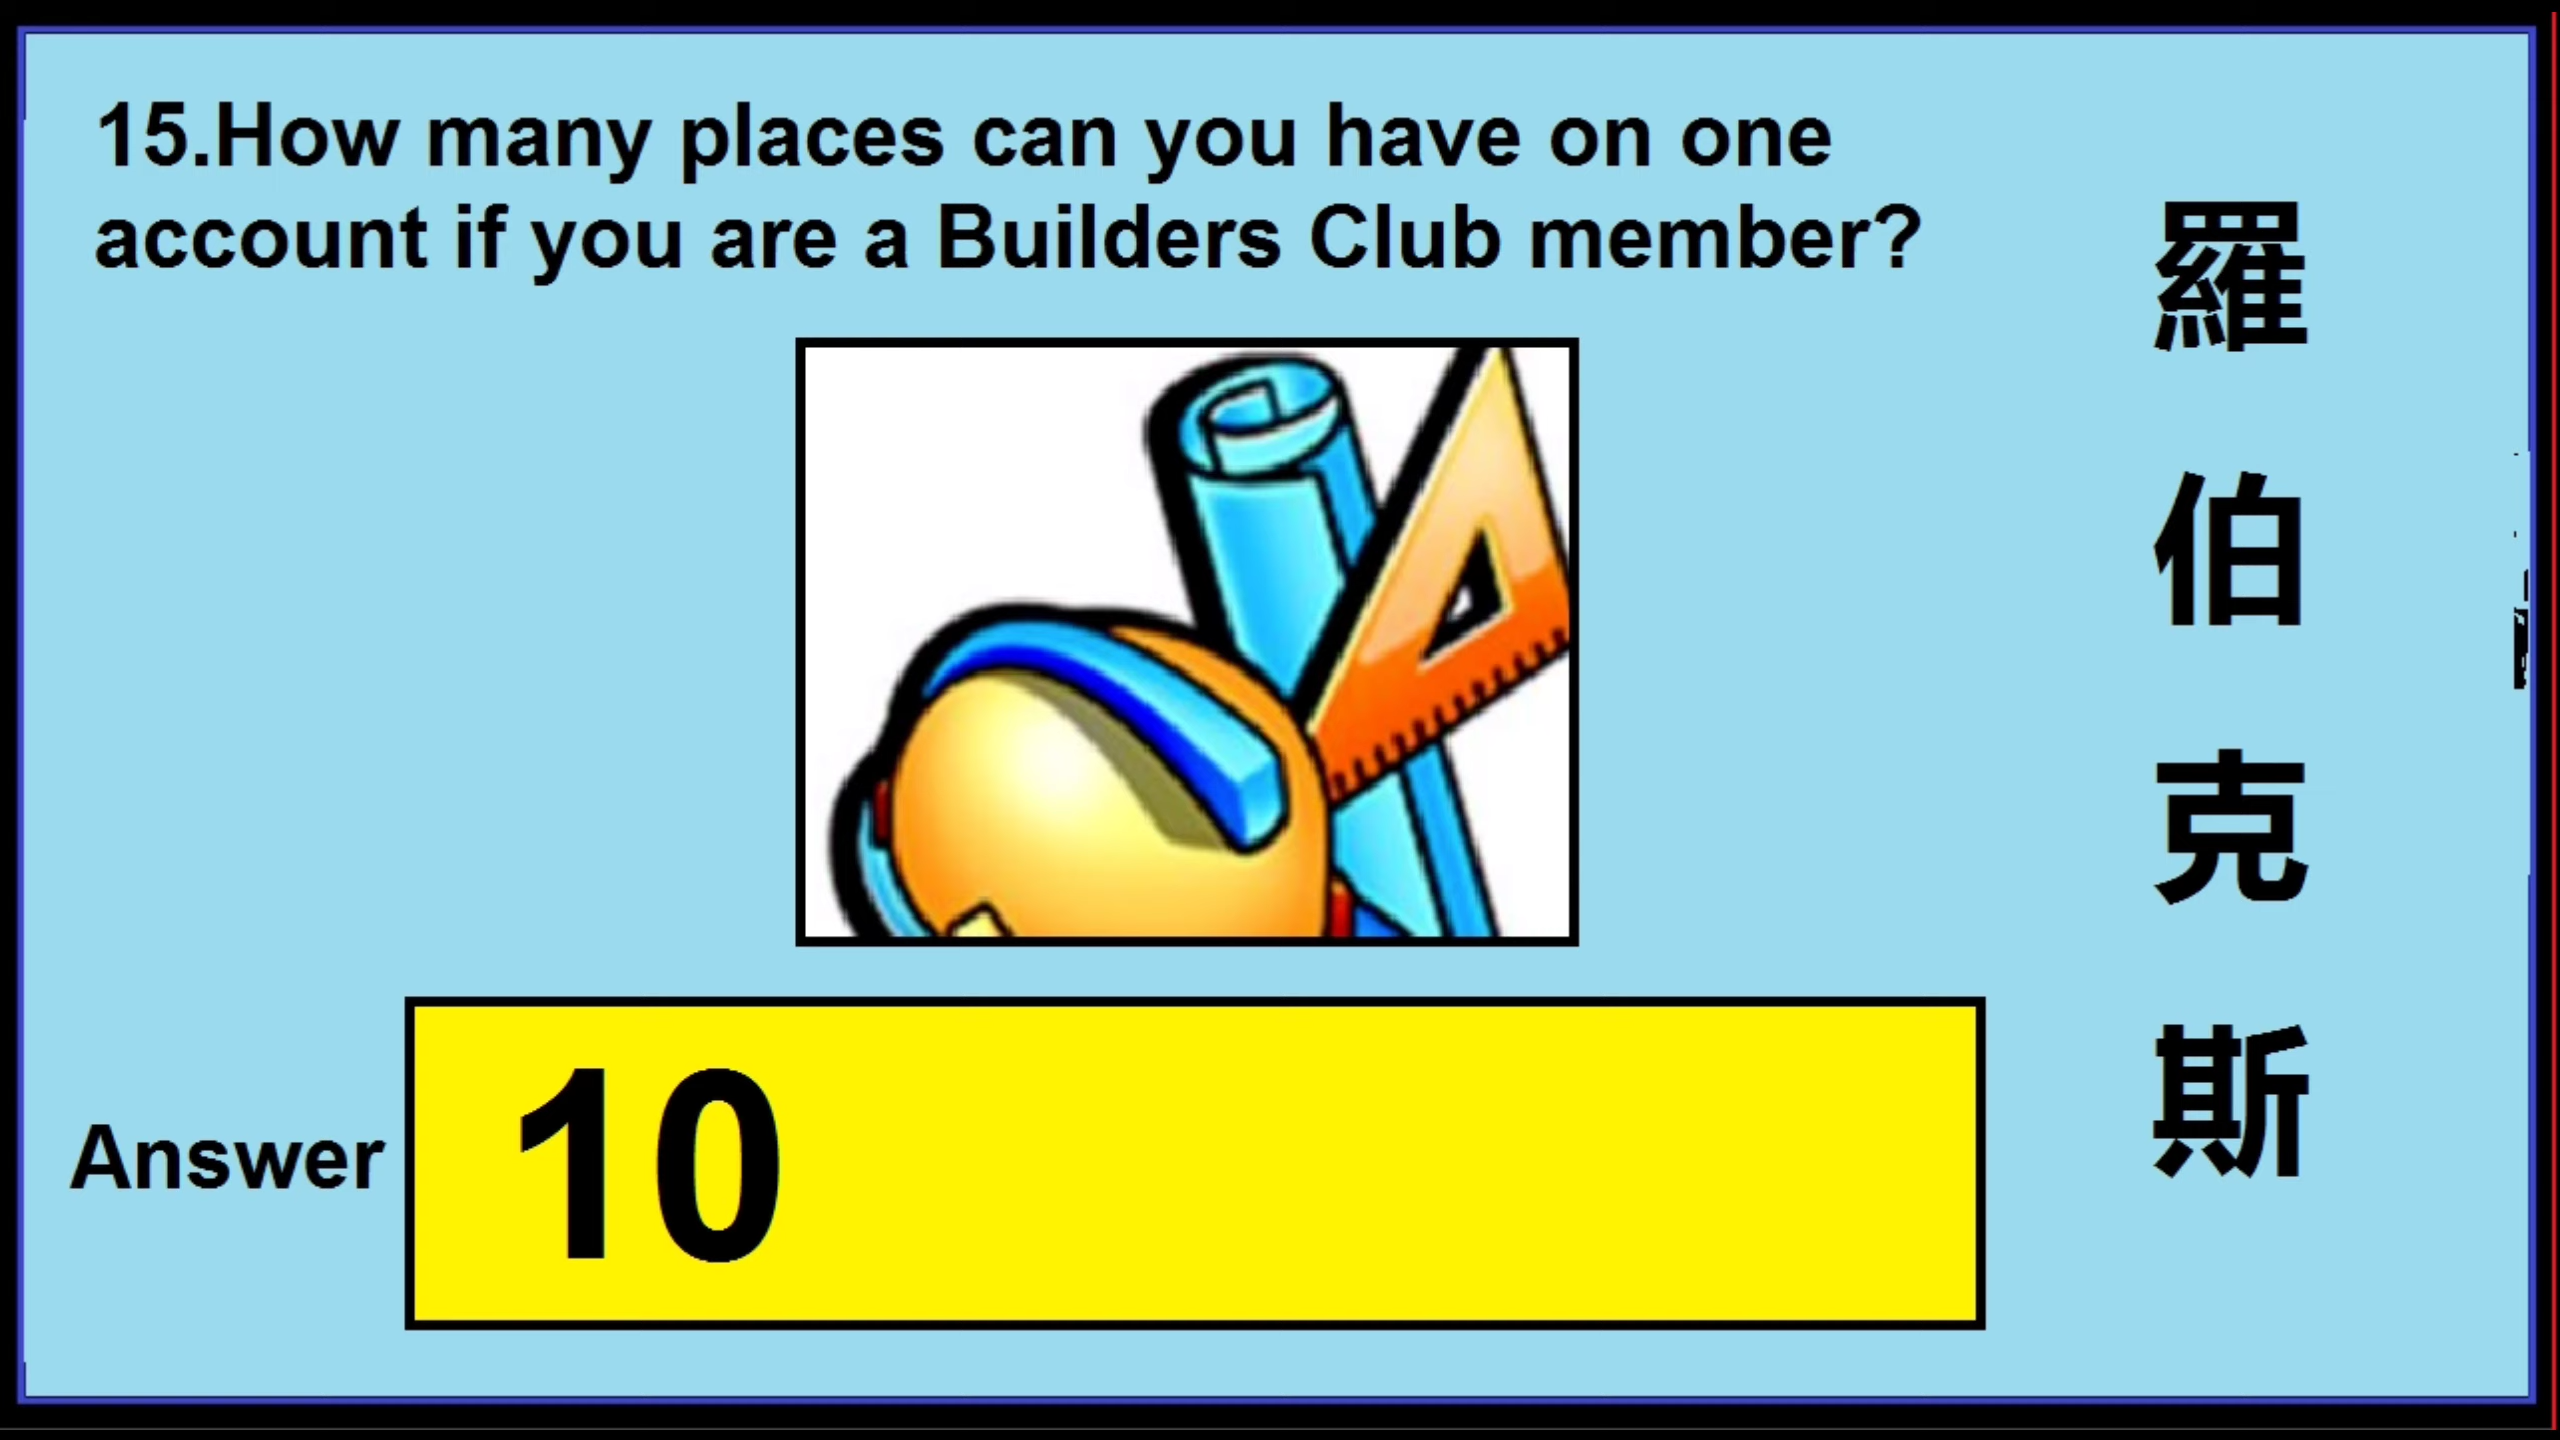 15.How many places can you have on one
account if you are a Builders Club member?
羅伯克斯
Answer
10